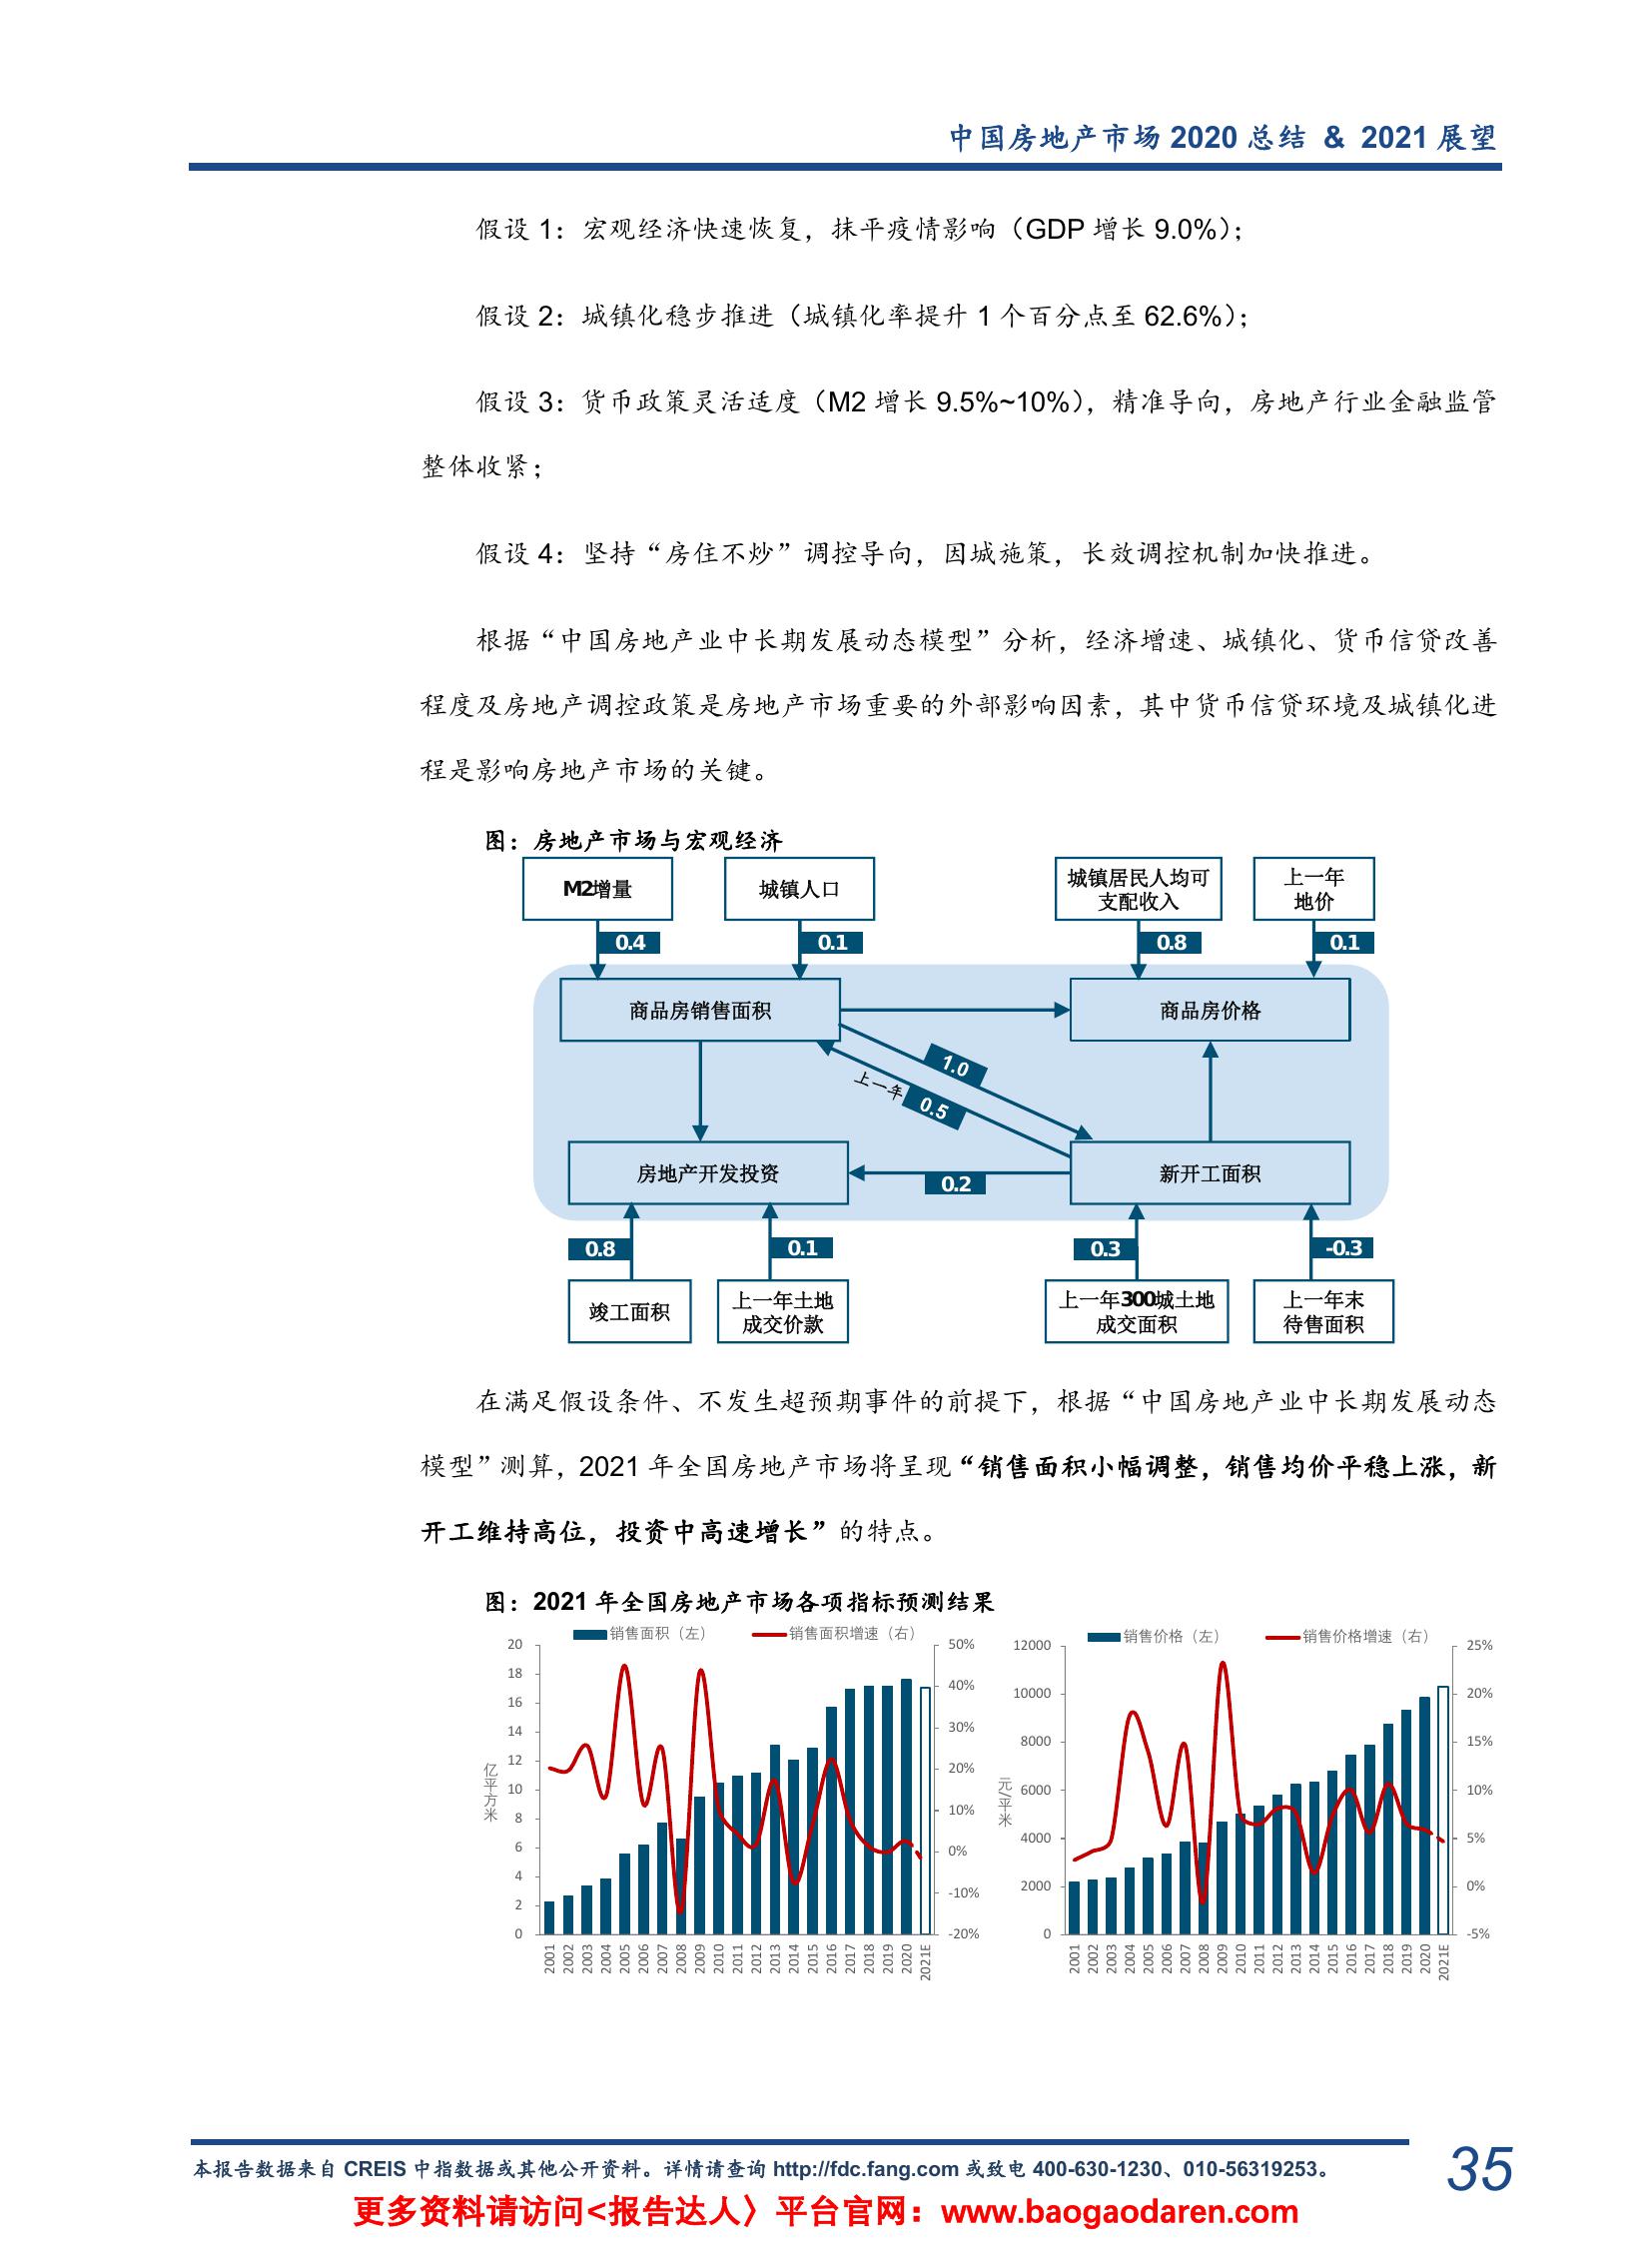 中国房地产市场 2020 总结 & 2021 展望
假设 1：宏观经济快速恢复，抹平疫情影响（GDP 增长 9.0%）；
假设 2：城镇化稳步推进（城镇化率提升 1 个百分点至 62.6%）；
假设 3：货币政策灵活适度（M2 增长 9.5%~10%），精准导向，房地产行业金融监管
整体收紧；
假设 4：坚持“房住不炒”调控导向，因城施策，长效调控机制加快推进。
根据“中国房地产业中长期发展动态模型”分析，经济增速、城镇化、货币信贷改善
程度及房地产调控政策是房地产市场重要的外部影响因素，其中货币信贷环境及城镇化进
程是影响房地产市场的关键。
图：房地产市场与宏观经济
M2增量
城镇人口
城镇居民人均可
支配收入
上一年
地价
0.4
0.1
0.8
0.1
商品房销售面积
商品房价格
1.0
上一年
0.5
房地产开发投资
0.2
新开工面积
0.8
0.1
0.3
-0.3
竣工面积
上一年土地
成交价款
上一年300城土地
成交面积
上一年末
待售面积
在满足假设条件、不发生超预期事件的前提下，根据“中国房地产业中长期发展动态
模型”测算，2021 年全国房地产市场将呈现“销售面积小幅调整，销售均价平稳上涨，新
开工维持高位，投资中高速增长”的特点。
图：2021 年全国房地产市场各项指标预测结果
销售面积（左） 销售面积增速（右）
亿平方米
20
18
16
14
12
10
8
6
4
2
0
50%
40%
30%
20%
10%
0%
-10%
-20%
2001 2002 2003 2004 2005 2006 2007 2008 2009 2010 2011 2012 2013 2014 2015 2016 2017 2018 2019 2020 2021E
销售价格（左） 销售价格增速（右）
元/平米
12000
10000
8000
6000
4000
2000
0
25%
20%
15%
10%
5%
0%
-5%
2001 2002 2003 2004 2005 2006 2007 2008 2009 2010 2011 2012 2013 2014 2015 2016 2017 2018 2019 2020 2021E
本报告数据来自 CREIS 中指数据或其他公开资料。详情请查询 http://fdc.fang.com 或致电 400-630-1230、010-56319253。
35
更多资料请访问<报告达人〉平台官网：www.baogaodaren.com